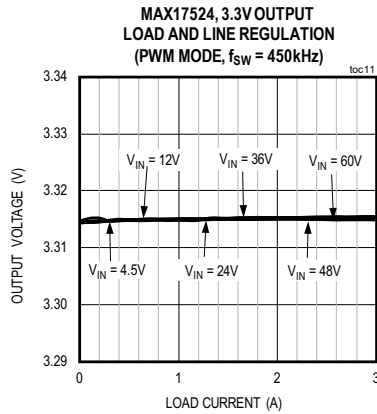 MAX17524, 3.3V OUTPUT
LOAD AND LINE REGULATION
(PWM MODE, fSW = 450kHz)
toc11
3.34
3.33
3.32
3.31
3.30
3.29
OUTPUT VOLTAGE (V)
VIN = 12V
VIN = 36V
VIN = 60V
VIN = 4.5V
VIN = 24V
VIN = 48V
0
1
2
3
LOAD CURRENT (A)